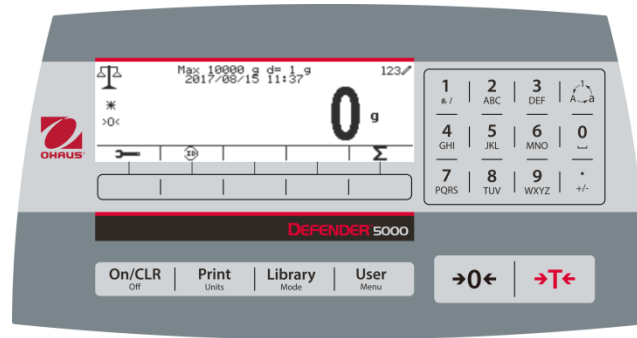 Max 10000 g d= 1 g
2017/08/15 11:37
123
>0<
0 g
ID
Σ
OHAUS
DEFENDER 5000
On/CLR
Off
Print
Units
Library
Mode
User
Menu
1
& /
2
ABC
3
DEF
1
A a
4
GHI
5
JKL
6
MNO
0
7
PQRS
8
TUV
9
WXYZ
.
+/-
→0←
→T←